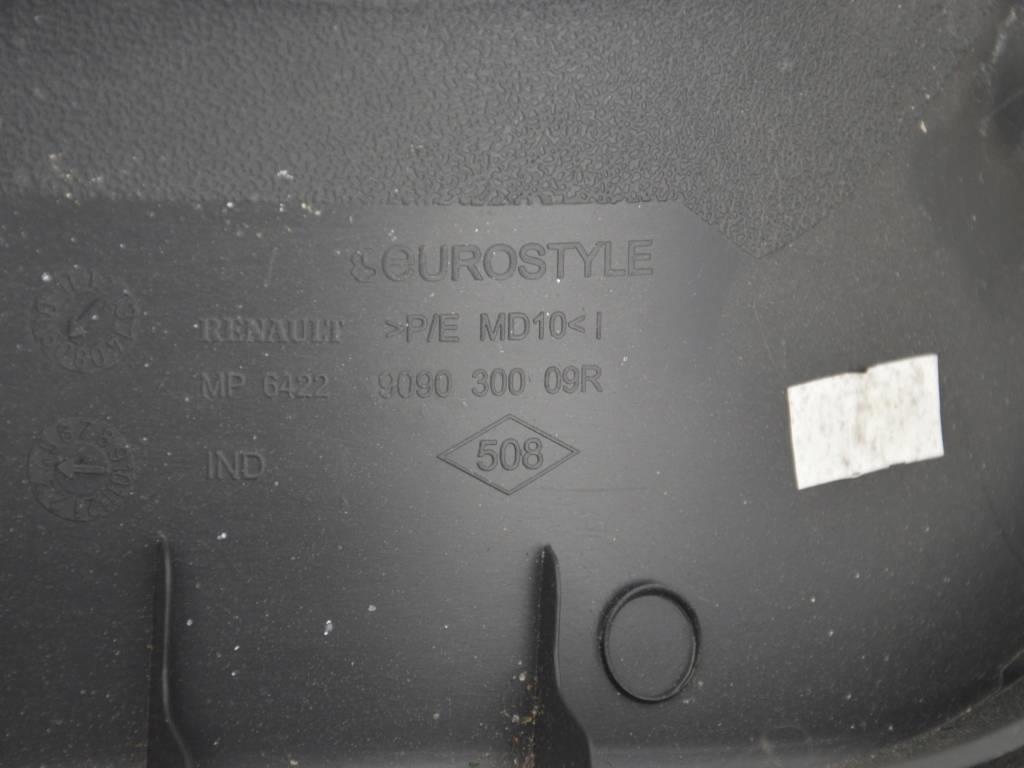 eUROSTYLE
RENAULT >P/E MD10< I
MP 6422 9090 300 09R
IND 508